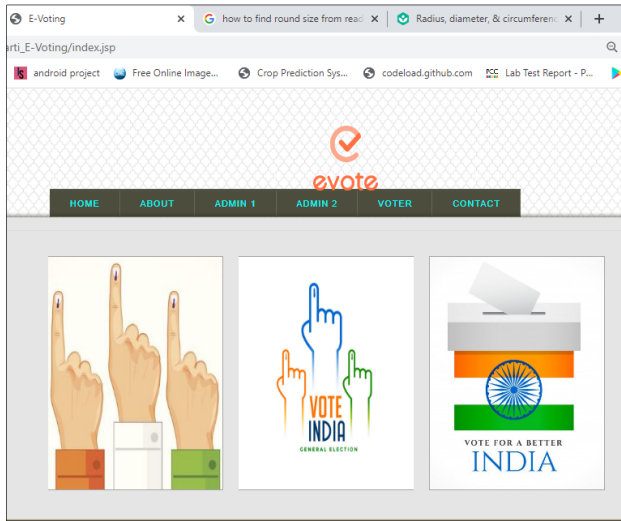 E-Voting
how to find round size from read
Radius, diameter, & circumferenc
arti_E-Voting/index.jsp
android project
Free Online Image...
Crop Prediction Sys...
codeload.github.com
PCC Lab Test Report - P...
evote
HOME ABOUT ADMIN 1 ADMIN 2 VOTER CONTACT
VOTE
INDIA
GENERAL ELECTION
VOTE FOR A BETTER
INDIA